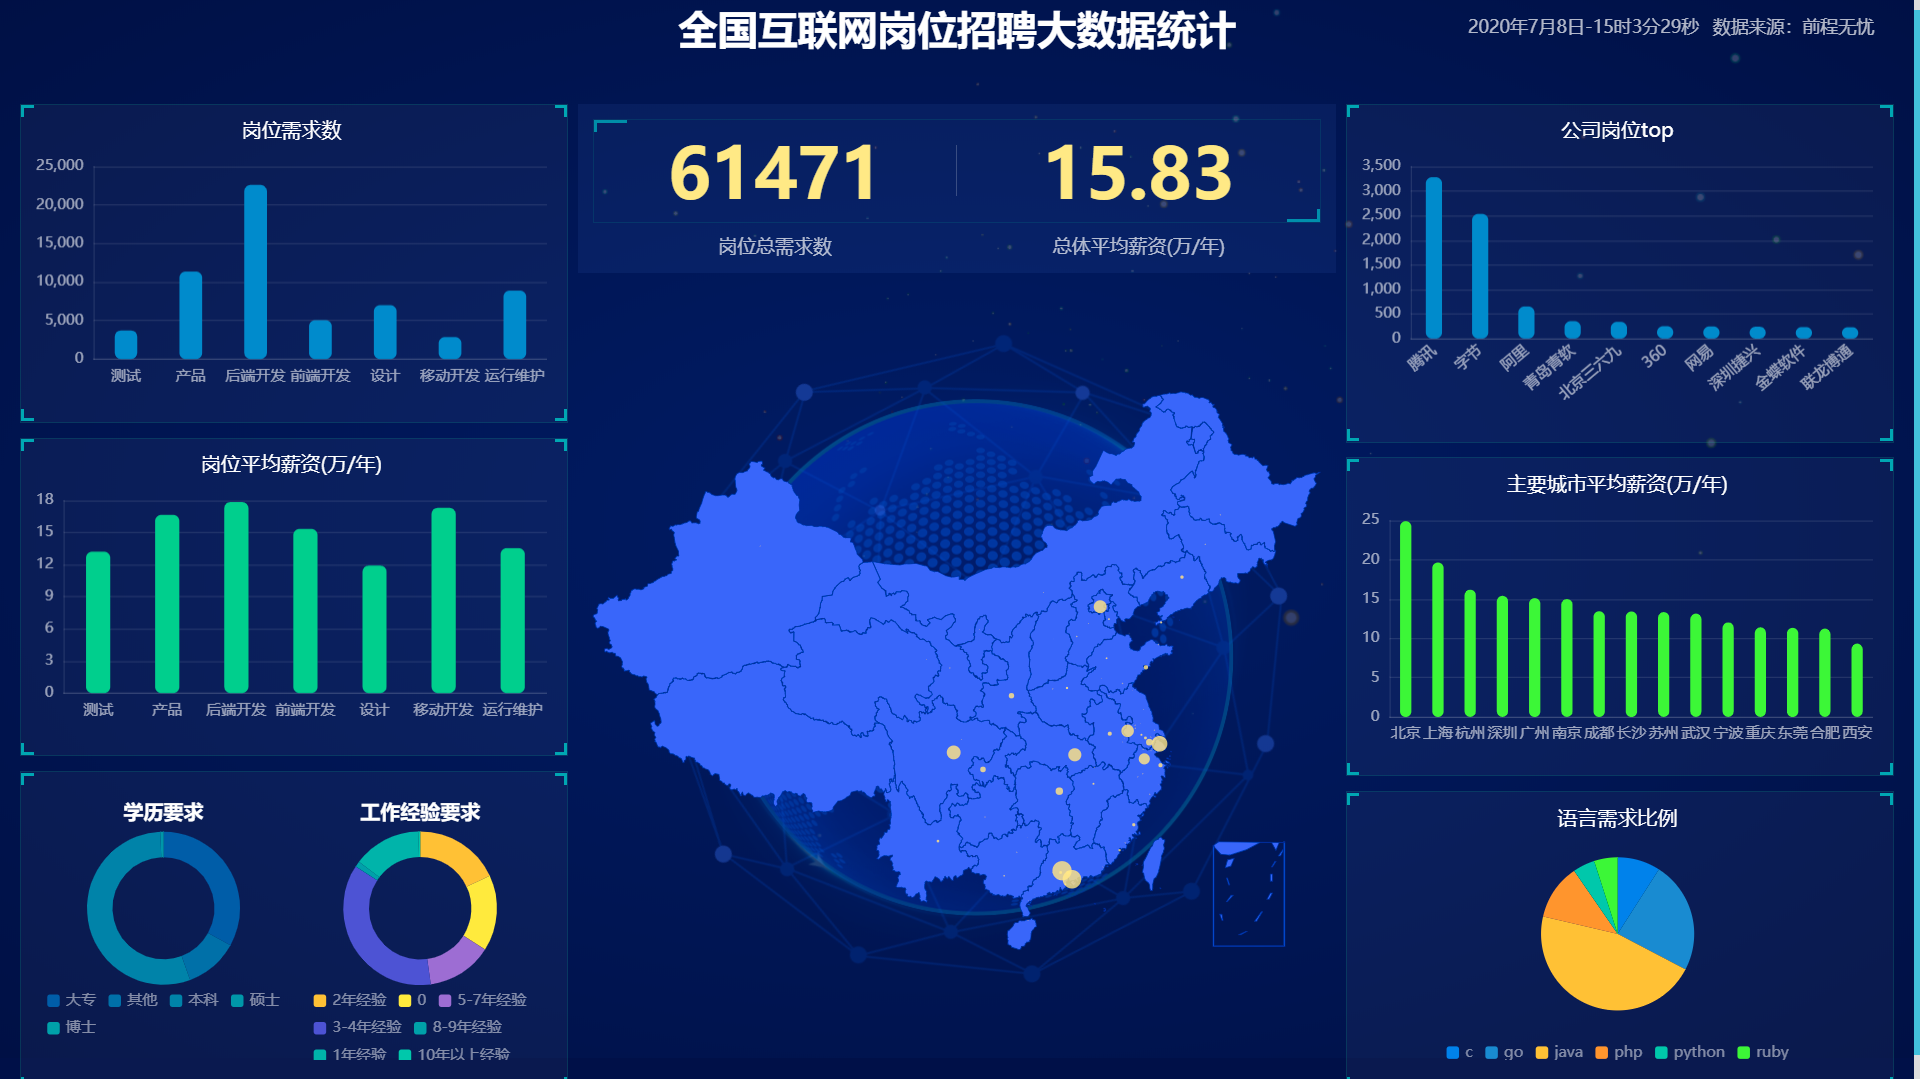 全国互联网岗位招聘大数据统计
2020年7月8日-15时3分29秒 数据来源：前程无忧
岗位需求数
25,000
20,000
15,000
10,000
5,000
0
测试 产品 后端开发 前端开发 设计 移动开发 运行维护
岗位平均薪资(万/年)
18
15
12
9
6
3
0
测试 产品 后端开发 前端开发 设计 移动开发 运行维护
学历要求
大专 其他 本科 硕士
博士
工作经验要求
2年经验 0 5-7年经验
3-4年经验 8-9年经验
1年经验 10年以上经验
61471 15.83
岗位总需求数 总体平均薪资(万/年)
公司岗位top
3,500
3,000
2,500
2,000
1,500
1,000
500
0
腾讯 字节 阿里 青岛青软 北京三六九 360 网易 深圳捷兴 金蝶软件 联龙博通
主要城市平均薪资(万/年)
25
20
15
10
5
0
北京 上海 杭州 深圳 广州 南京 成都 长沙 苏州 武汉 宁波 重庆 东莞 合肥 西安
语言需求比例
c go java php python ruby